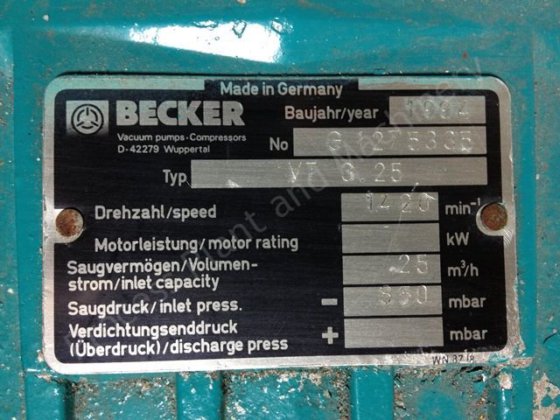 Made in Germany
BECKER
Baujahr/year
Vacuum pumps·Compressors
D-42279 Wuppertal
No
Typ VT 6.25
Drehzahl/speed 1420 min⁻¹
Motorleistung/motor rating kW
Saugvermögen/Volumen-
strom/inlet capacity 25 m³/h
Saugdruck/inlet press. - mbar
Verdichtungsenddruck
(Überdruck)/discharge press + mbar